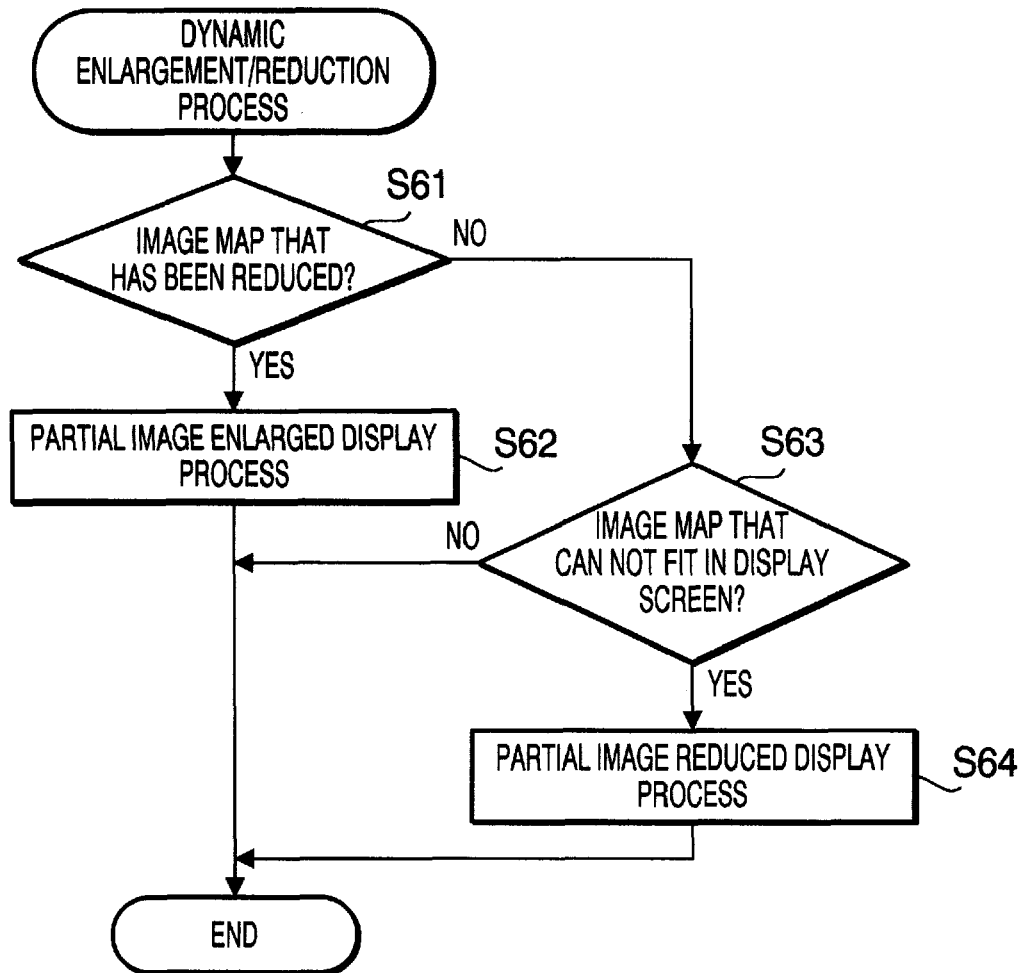 DYNAMIC
ENLARGEMENT/REDUCTION
PROCESS
S61
IMAGE MAP THAT
HAS BEEN REDUCED?
NO
YES
PARTIAL IMAGE ENLARGED DISPLAY
PROCESS
S62
S63
IMAGE MAP THAT
CAN NOT FIT IN DISPLAY
SCREEN?
NO
YES
PARTIAL IMAGE REDUCED DISPLAY
PROCESS
S64
END